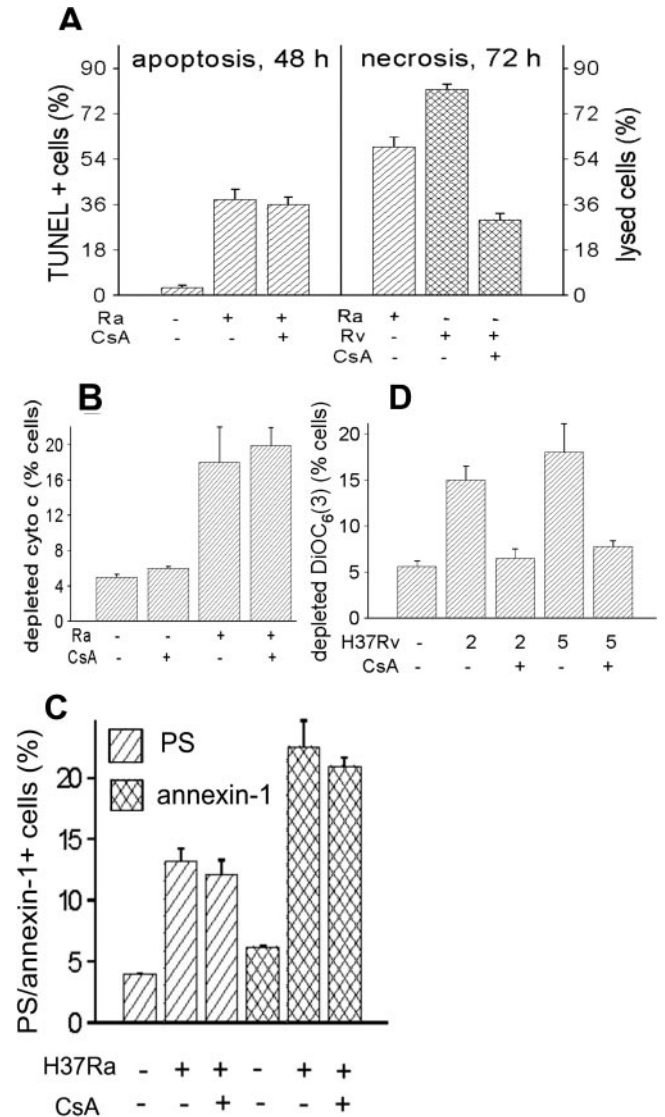 A
apoptosis, 48 h
necrosis, 72 h
TUNEL + cells (%)
90
72
54
36
18
0
90
72
54
36
18
0
lysed cells (%)
Ra - + +
CsA - - +
Ra + - -
Rv - + +
CsA - - +
B
depleted cyto c (% cells)
20
16
12
8
4
0
Ra - - + +
CsA - + - +
D
depleted DiOC6(3) (% cells)
20
15
10
5
0
H37Rv - 2 2 5 5
CsA - - + - +
C
PS
annexin-1
PS/annexin-1+ cells (%)
20
15
10
5
0
H37Ra - + + - + +
CsA - - + - - +